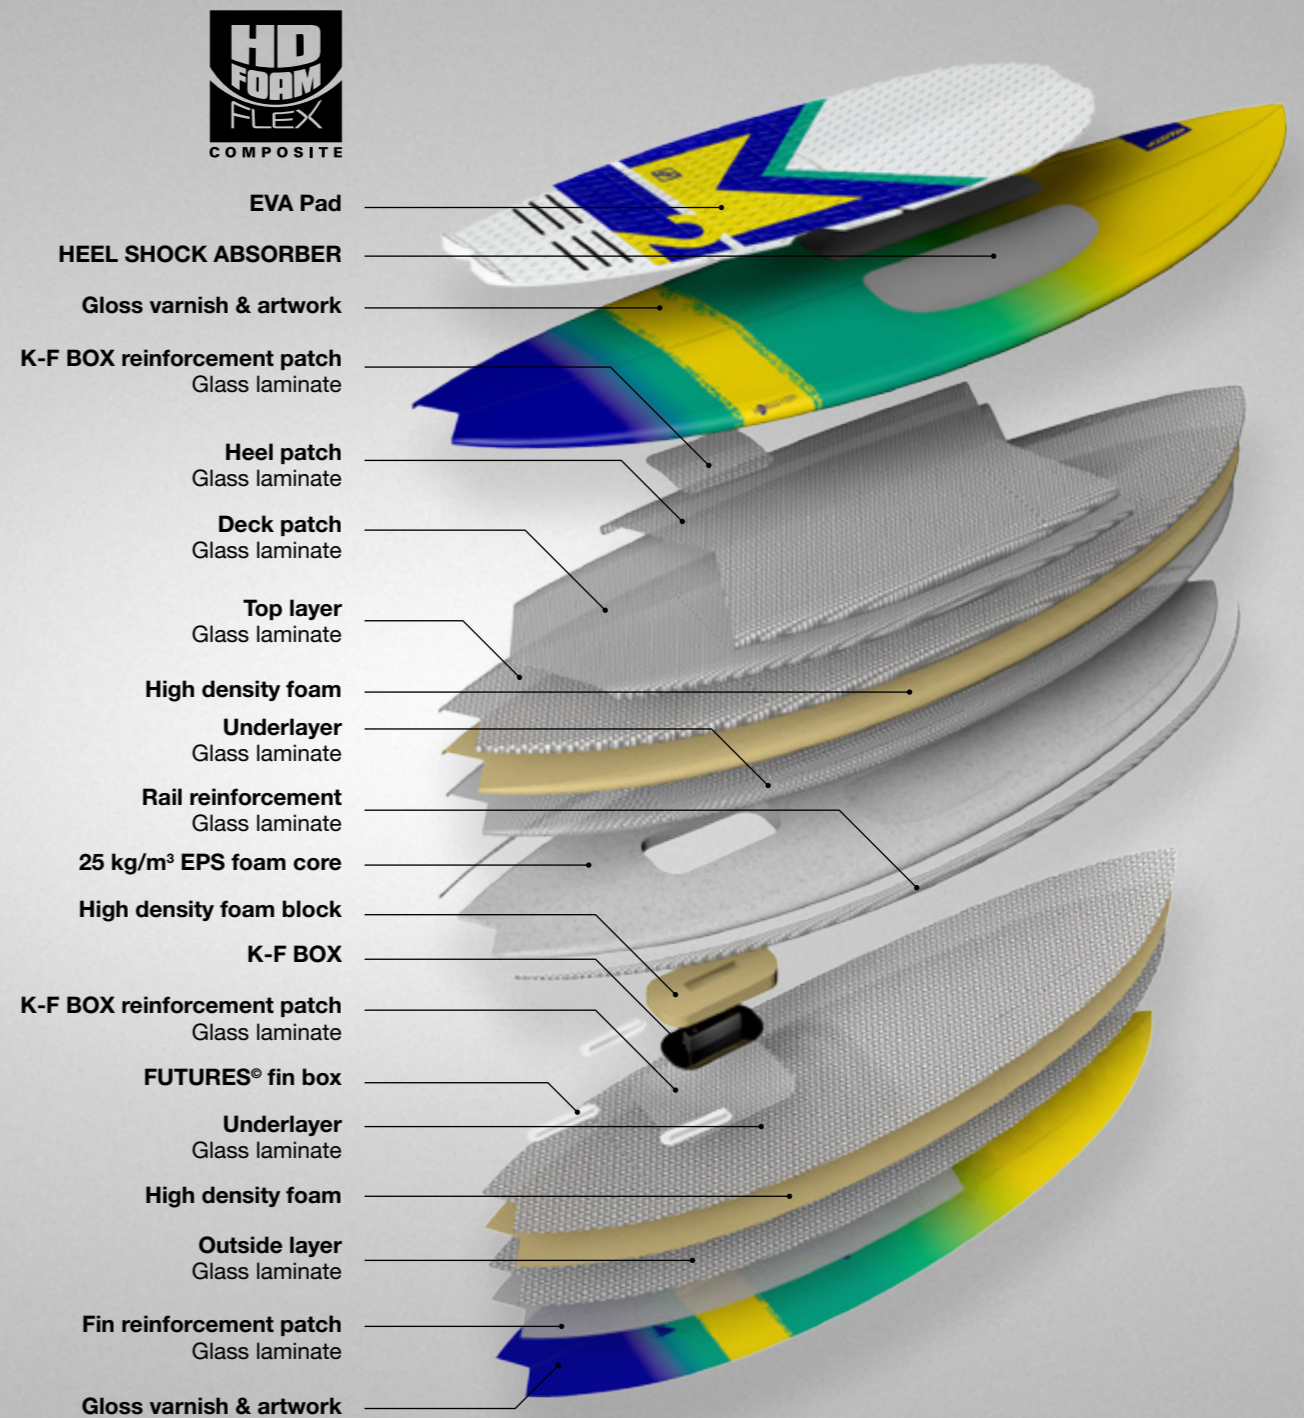 HD
FOAM
FLEX
COMPOSITE
EVA Pad
HEEL SHOCK ABSORBER
Gloss varnish & artwork
K-F BOX reinforcement patch
Glass laminate
Heel patch
Glass laminate
Deck patch
Glass laminate
Top layer
Glass laminate
High density foam
Underlayer
Glass laminate
Rail reinforcement
Glass laminate
25 kg/m³ EPS foam core
High density foam block
K-F BOX
K-F BOX reinforcement patch
Glass laminate
FUTURES© fin box
Underlayer
Glass laminate
High density foam
Outside layer
Glass laminate
Fin reinforcement patch
Glass laminate
Gloss varnish & artwork